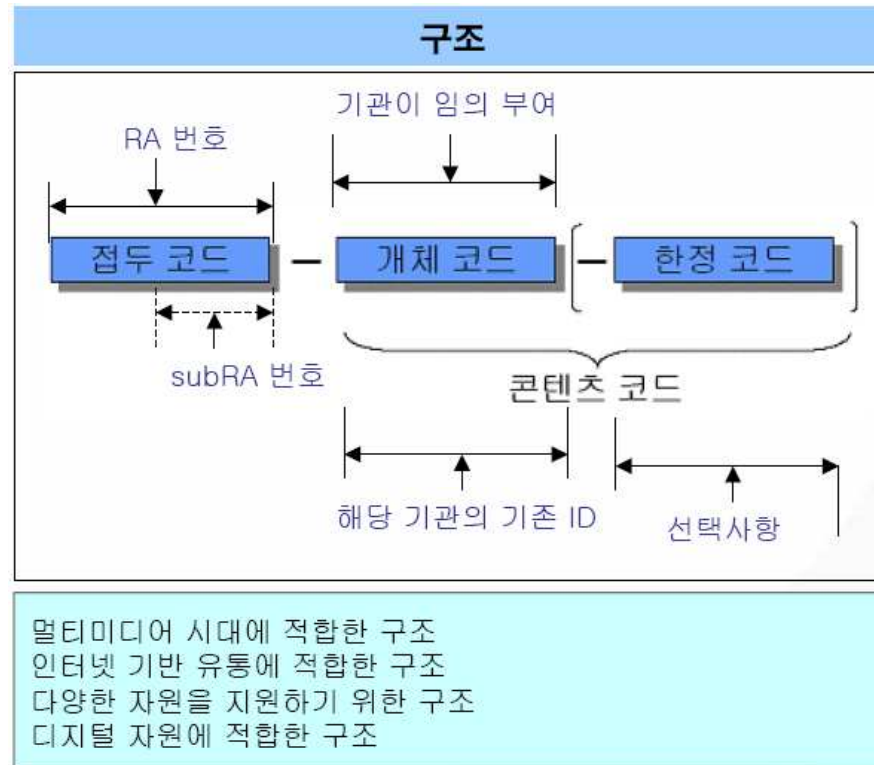 구조
기관이 임의 부여
RA 번호
접두 코드 – 개체 코드 [ – 한정 코드 ]
subRA 번호
콘텐츠 코드
해당 기관의 기존 ID
선택사항
멀티미디어 시대에 적합한 구조
인터넷 기반 유통에 적합한 구조
다양한 자원을 지원하기 위한 구조
디지털 자원에 적합한 구조